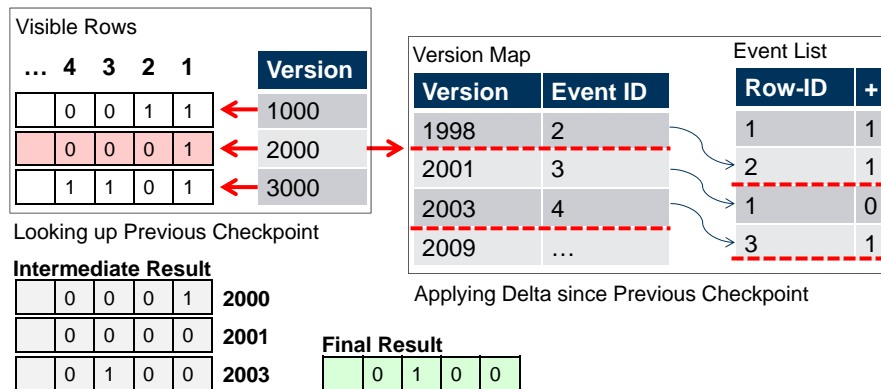 Visible Rows
... 4 3 2 1 Version
0 0 1 1 1000
0 0 0 1 2000
1 1 0 1 3000
Looking up Previous Checkpoint
Version Map
Version Event ID
1998 2
2001 3
2003 4
2009 ...
Event List
Row-ID +
1 1
2 1
1 0
3 1
Applying Delta since Previous Checkpoint
Intermediate Result
0 0 0 1 2000
0 0 0 0 2001
0 1 0 0 2003
Final Result
0 1 0 0